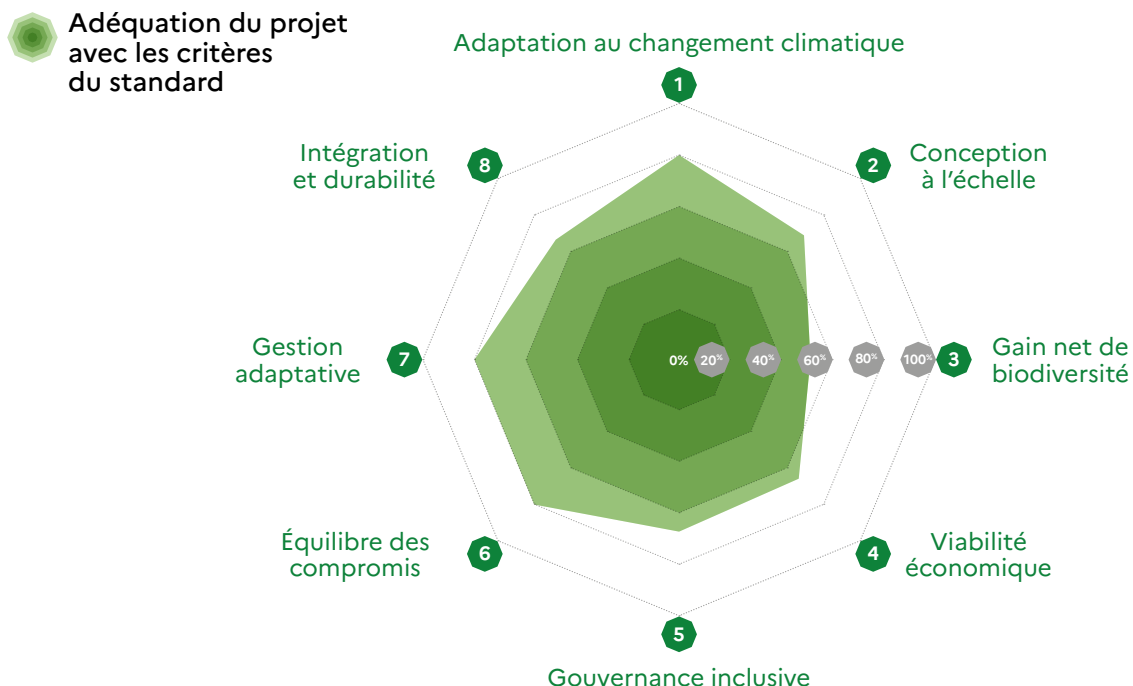 Adéquation du projet
avec les critères
du standard
Adaptation au changement climatique
1
Intégration
et durabilité
8
2
Conception
à l’échelle
Gestion
adaptative
7
0%
20%
40%
60%
80%
100%
3
Gain net de
biodiversité
Équilibre des
compromis
6
4
Viabilité
économique
5
Gouvernance inclusive